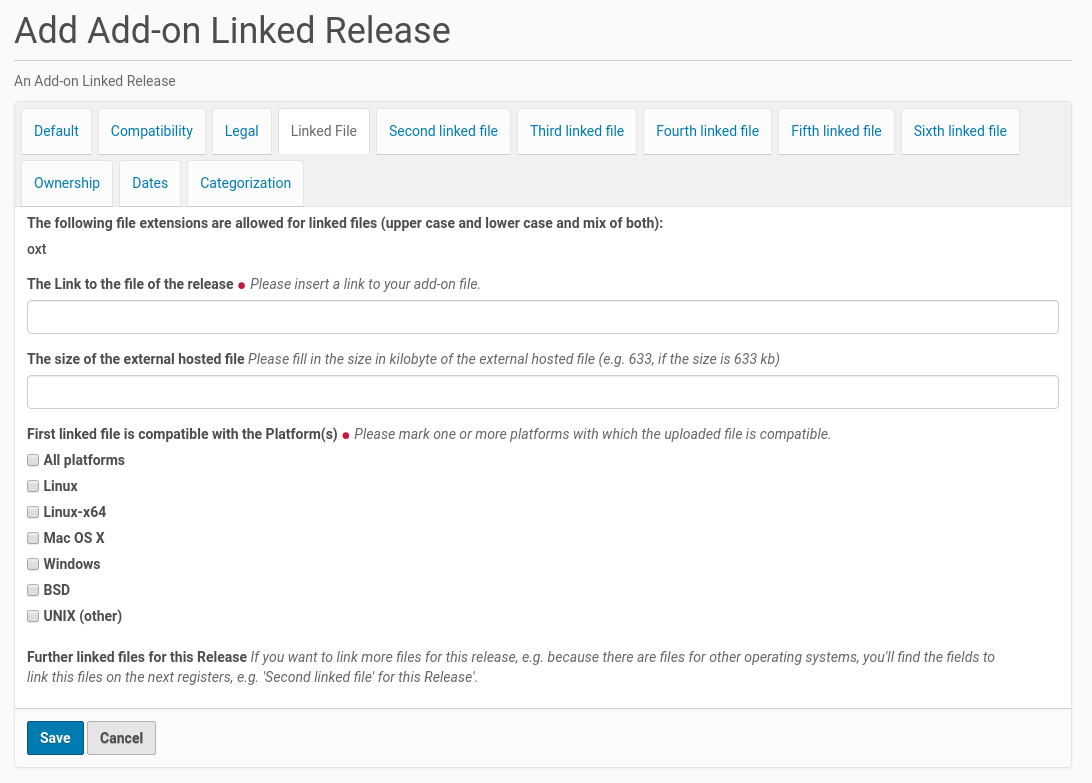 Add Add-on Linked Release
An Add-on Linked Release
Default Compatibility Legal Linked File Second linked file Third linked file Fourth linked file Fifth linked file Sixth linked file
Ownership Dates Categorization
The following file extensions are allowed for linked files (upper case and lower case and mix of both):
oxt
The Link to the file of the release • Please insert a link to your add-on file.
The size of the external hosted file Please fill in the size in kilobyte of the external hosted file (e.g. 633, if the size is 633 kb)
First linked file is compatible with the Platform(s) • Please mark one or more platforms with which the uploaded file is compatible.
All platforms
Linux
Linux-x64
Mac OS X
Windows
BSD
UNIX (other)
Further linked files for this Release If you want to link more files for this release, e.g. because there are files for other operating systems, you'll find the fields to
link this files on the next registers, e.g. 'Second linked file' for this Release'.
Save Cancel